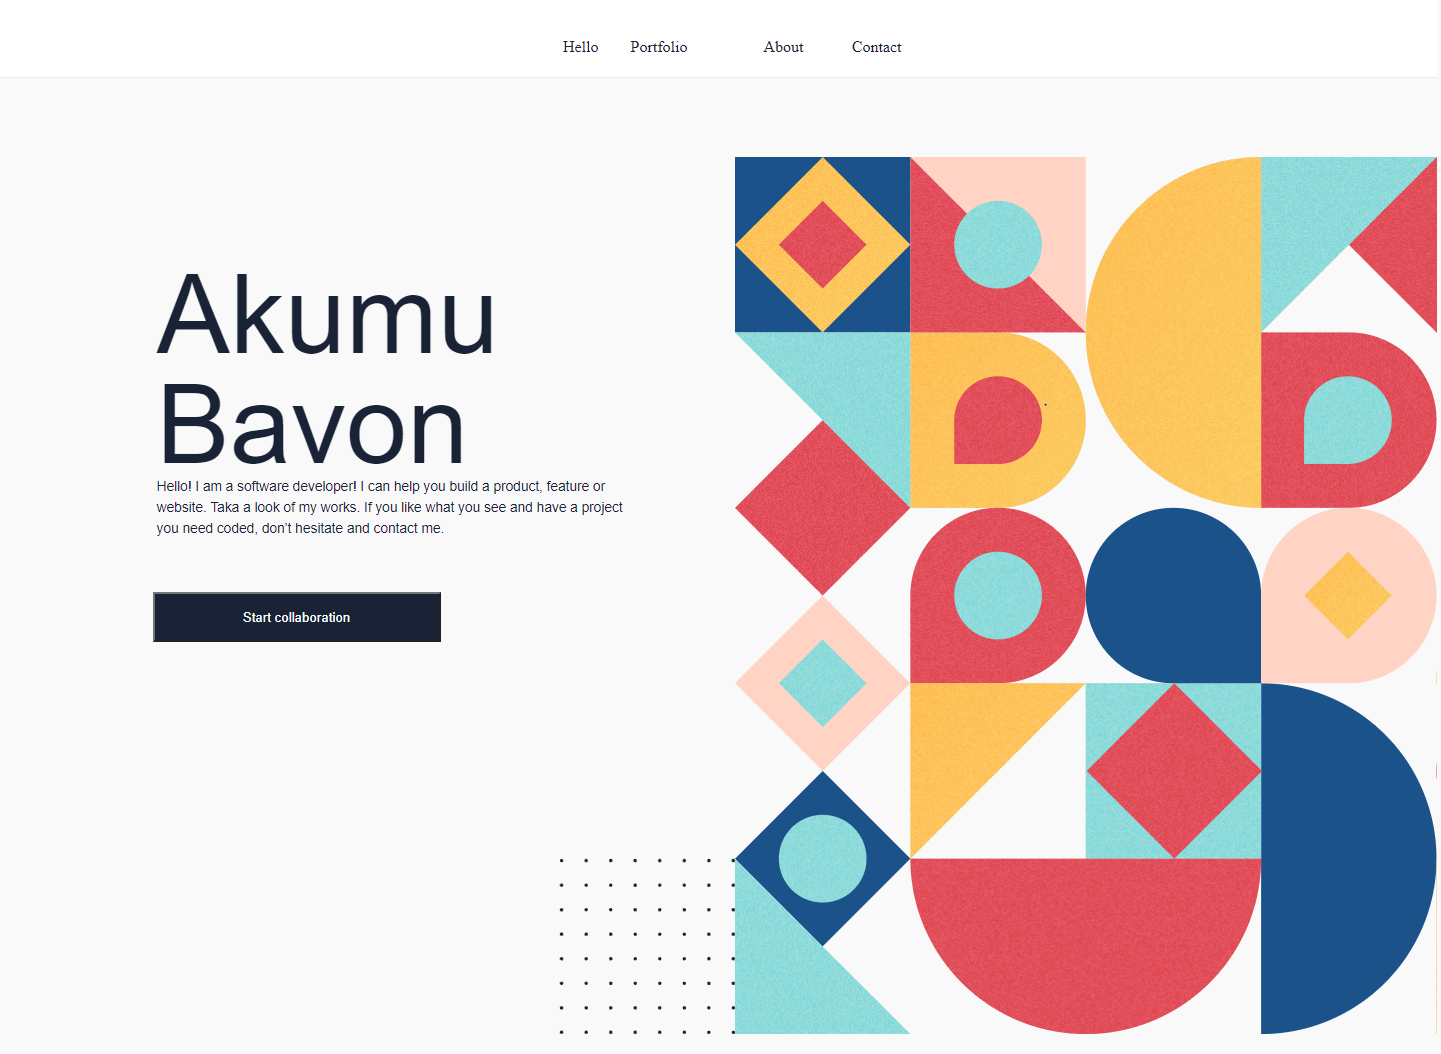 Hello Portfolio About Contact
Akumu
Bavon
Hello! I am a software developer! I can help you build a product, feature or
website. Taka a look of my works. If you like what you see and have a project
you need coded, don’t hesitate and contact me.
Start collaboration